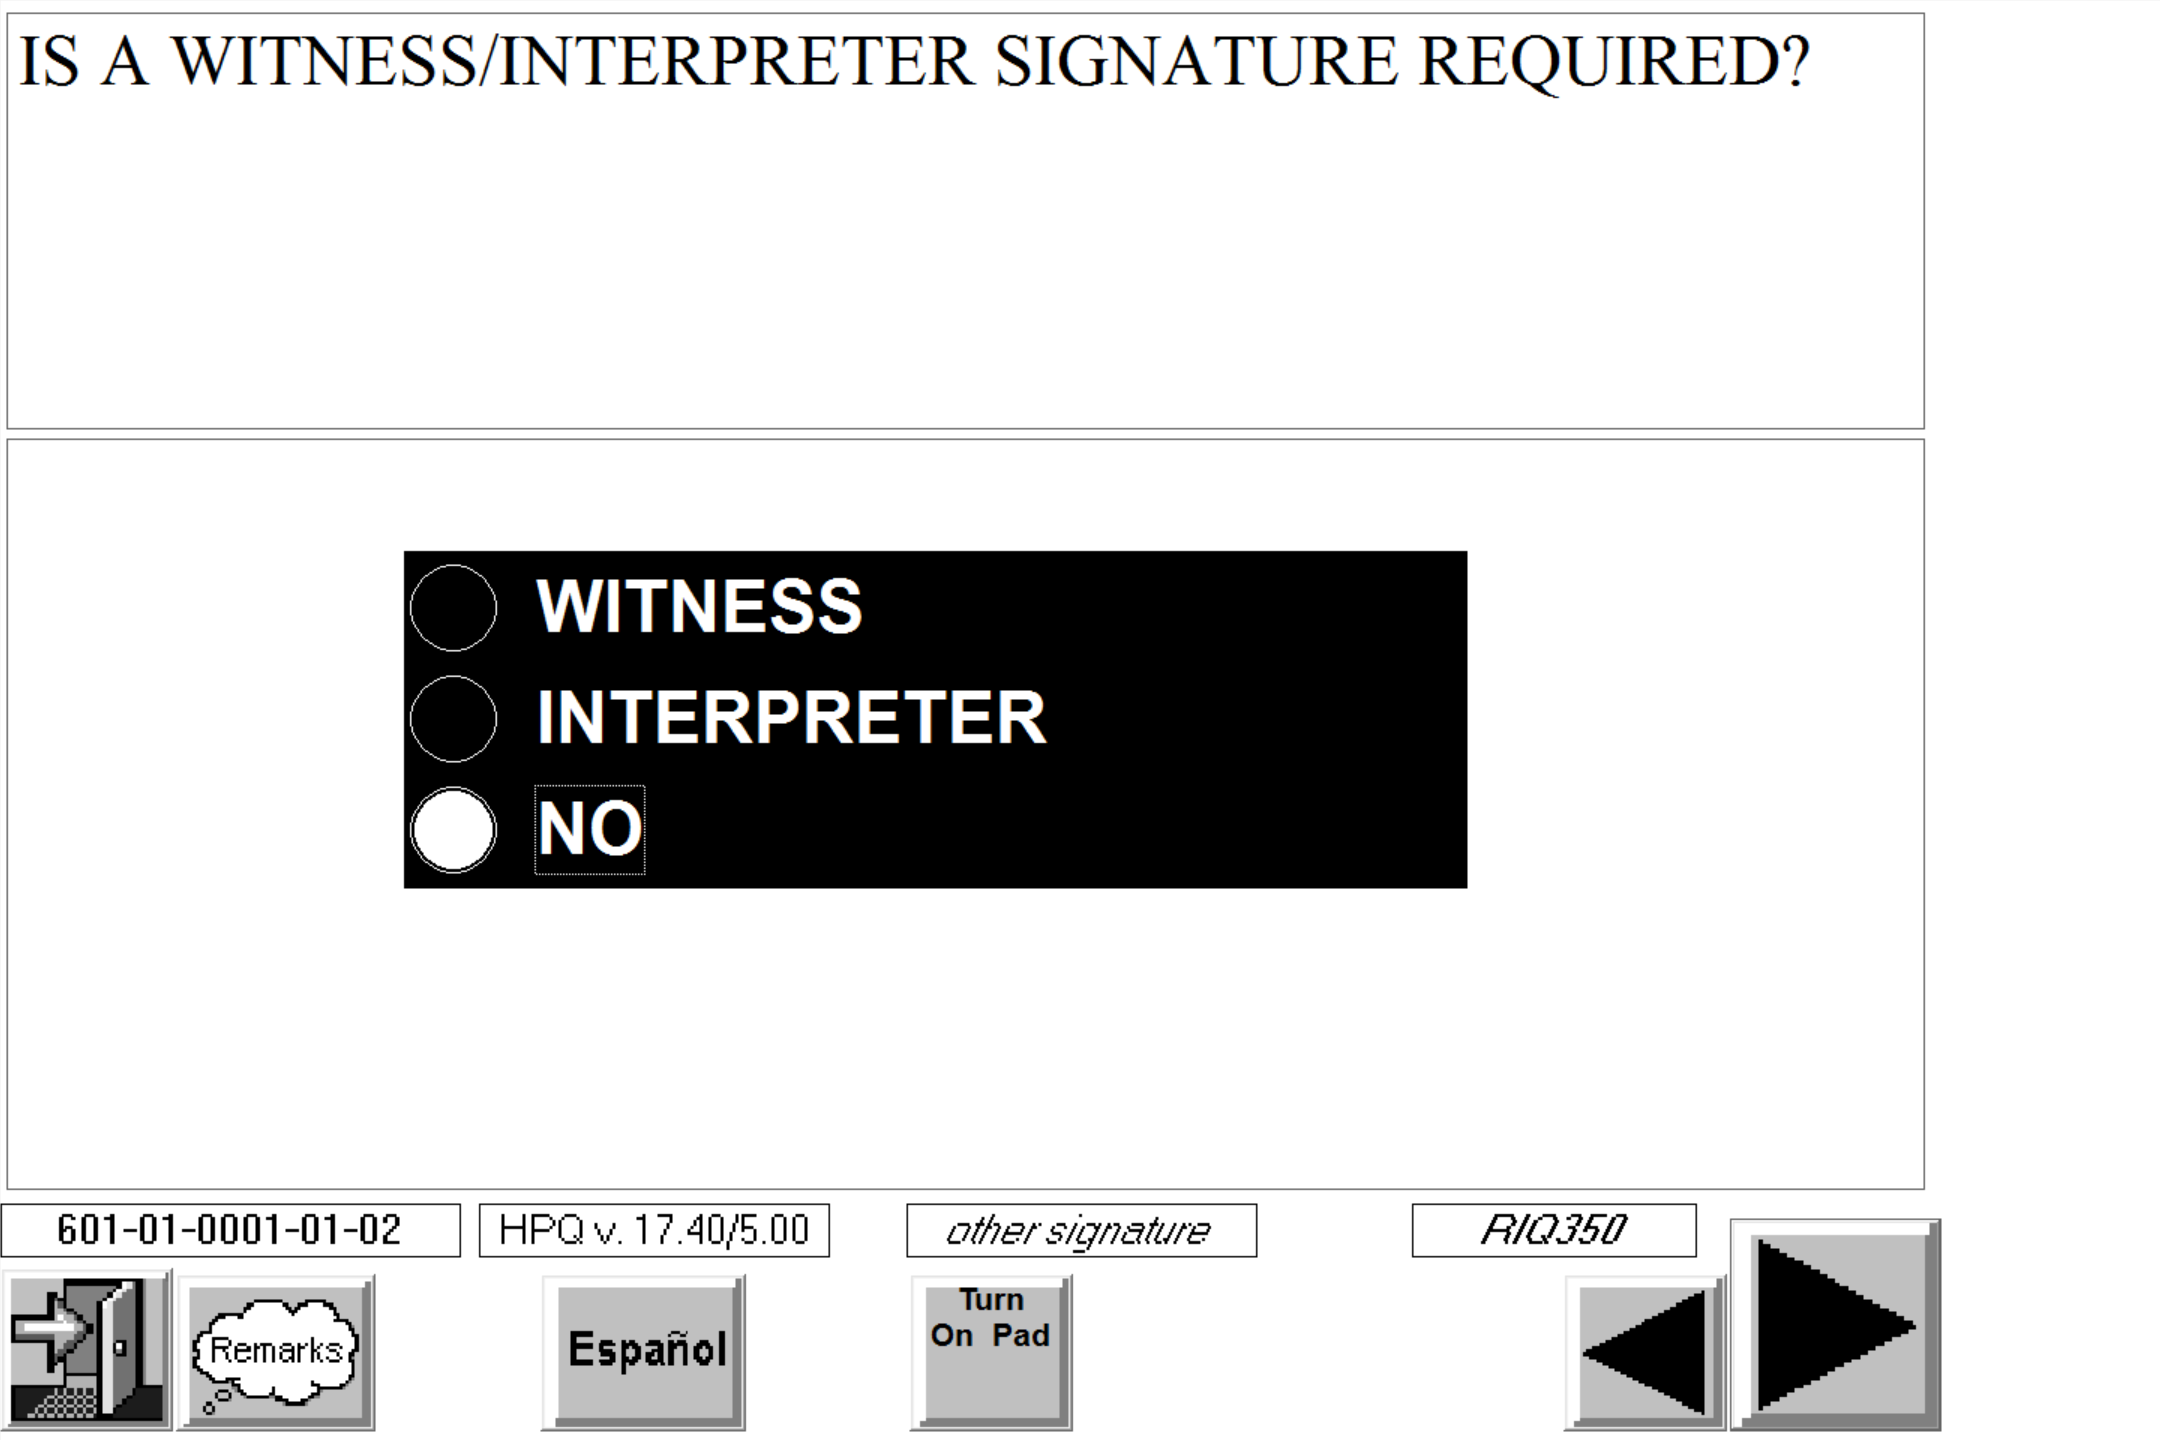 IS A WITNESS/INTERPRETER SIGNATURE REQUIRED?
WITNESS
INTERPRETER
NO
601-01-0001-01-02
HPQ v. 17.40/5.00
other signature
RIQ350
Remarks
Español
Turn
On Pad